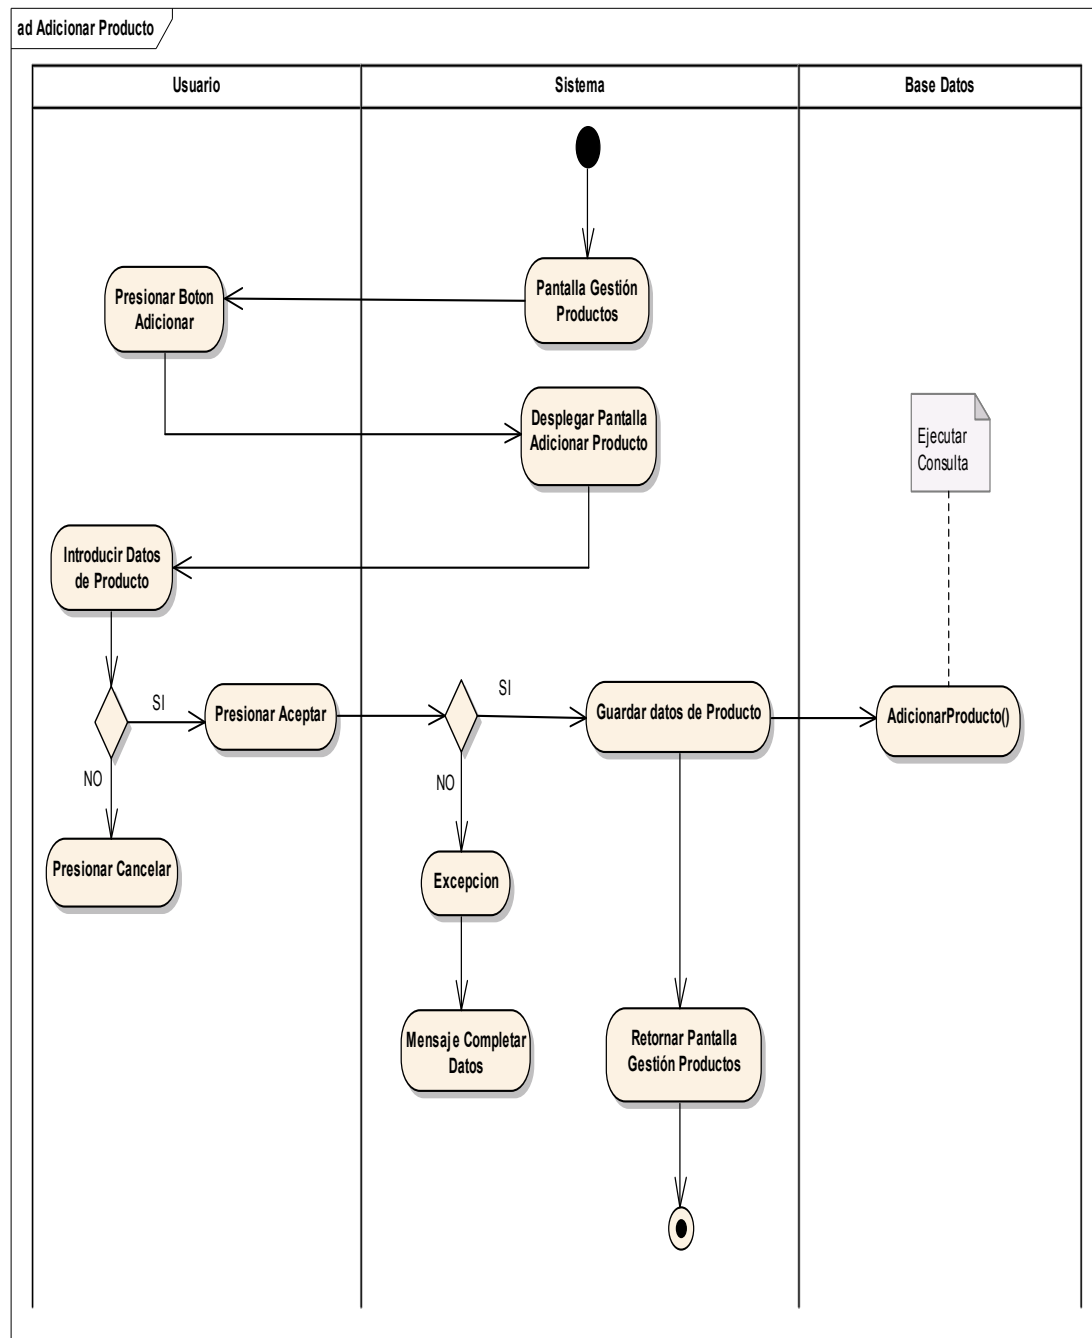 ad Adicionar Producto
Usuario
Sistema
Base Datos
Presionar Boton
Adicionar
Pantalla Gestión
Productos
Desplegar Pantalla
Adicionar Producto
Ejecutar
Consulta
Introducir Datos
de Producto
SI
Presionar Aceptar
SI
Guardar datos de Producto
AdicionarProducto()
NO
NO
Presionar Cancelar
Excepcion
Mensaje Completar
Datos
Retornar Pantalla
Gestión Productos